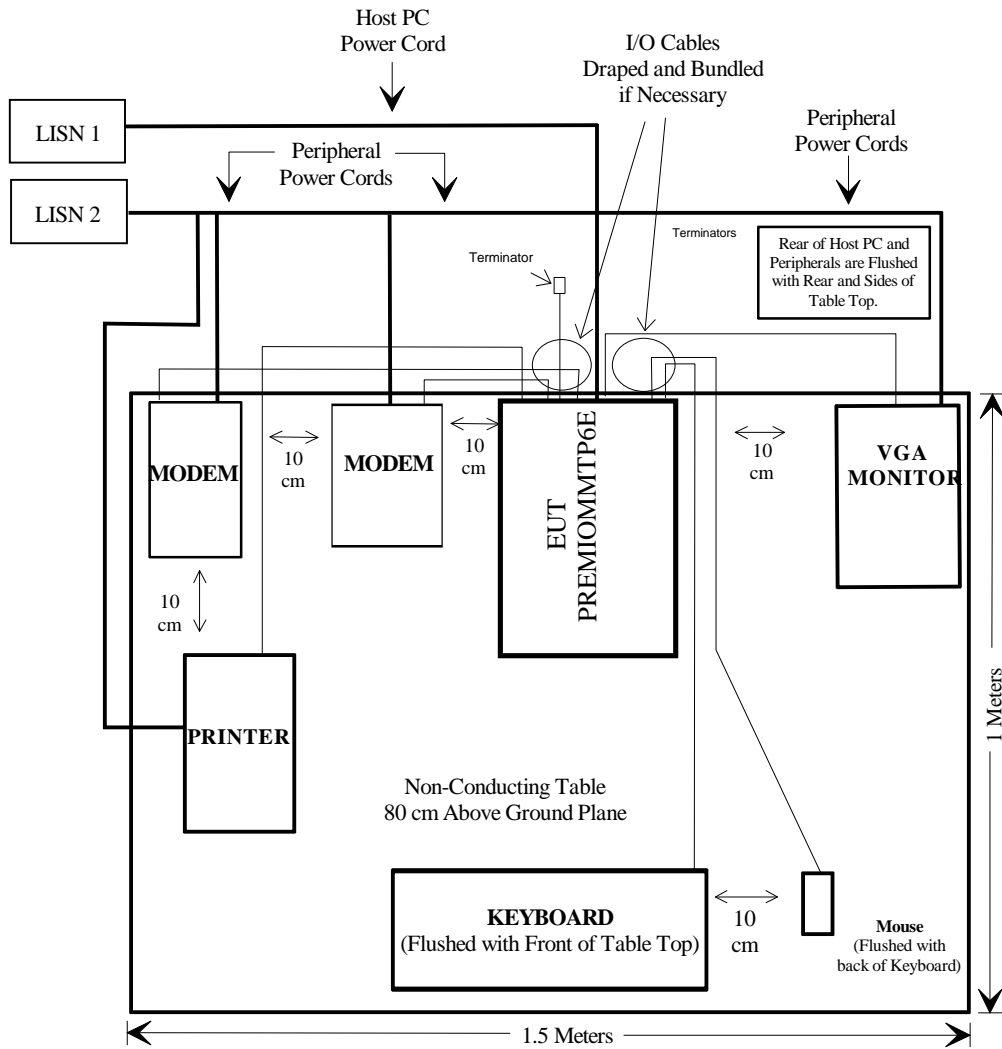 Host PC
Power Cord
I/O Cables
Draped and Bundled
if Necessary
LISN 1
Peripheral
Power Cords
Peripheral
Power Cords
LISN 2
Terminators
Rear of Host PC and
Peripherals are Flushed
with Rear and Sides of
Table Top.
Terminator
MODEM
10
cm
MODEM
10
cm
EUT
PREMIOMMTP6E
10
cm
VGA
MONITOR
10
cm
PRINTER
1 Meters
Non-Conducting Table
80 cm Above Ground Plane
KEYBOARD
(Flushed with Front of Table Top)
10
cm
Mouse
(Flushed with
back of Keyboard)
1.5 Meters